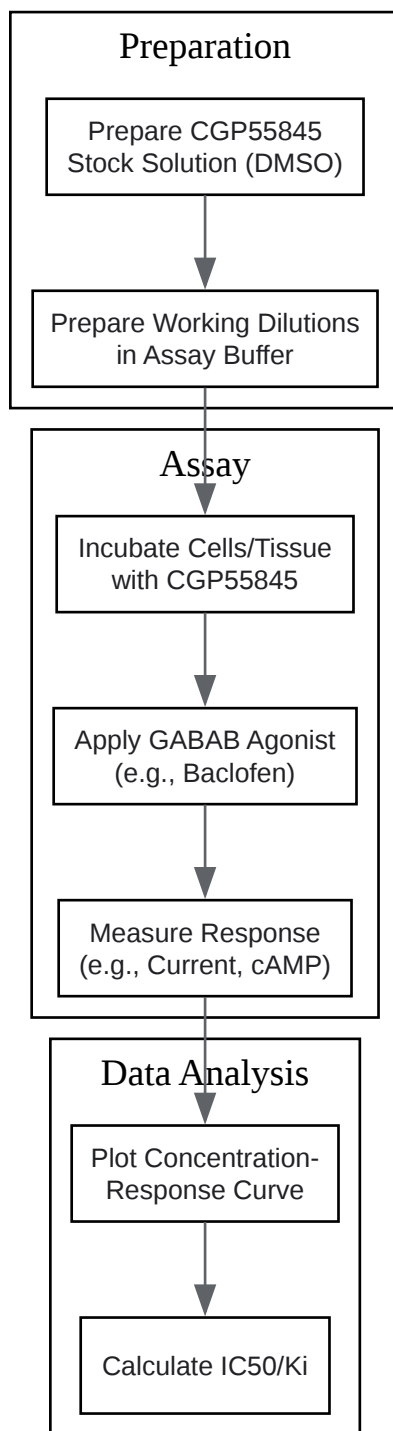 Preparation
Prepare CGP55845
Stock Solution (DMSO)
Prepare Working Dilutions
in Assay Buffer
Assay
Incubate Cells/Tissue
with CGP55845
Apply GABAB Agonist
(e.g., Baclofen)
Measure Response
(e.g., Current, cAMP)
Data Analysis
Plot Concentration-
Response Curve
Calculate IC50/Ki